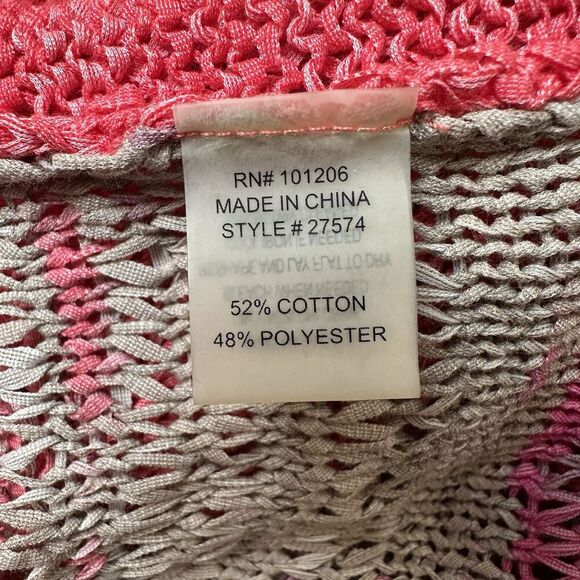 RN# 101206
MADE IN CHINA
STYLE # 27574
52% COTTON
48% POLYESTER